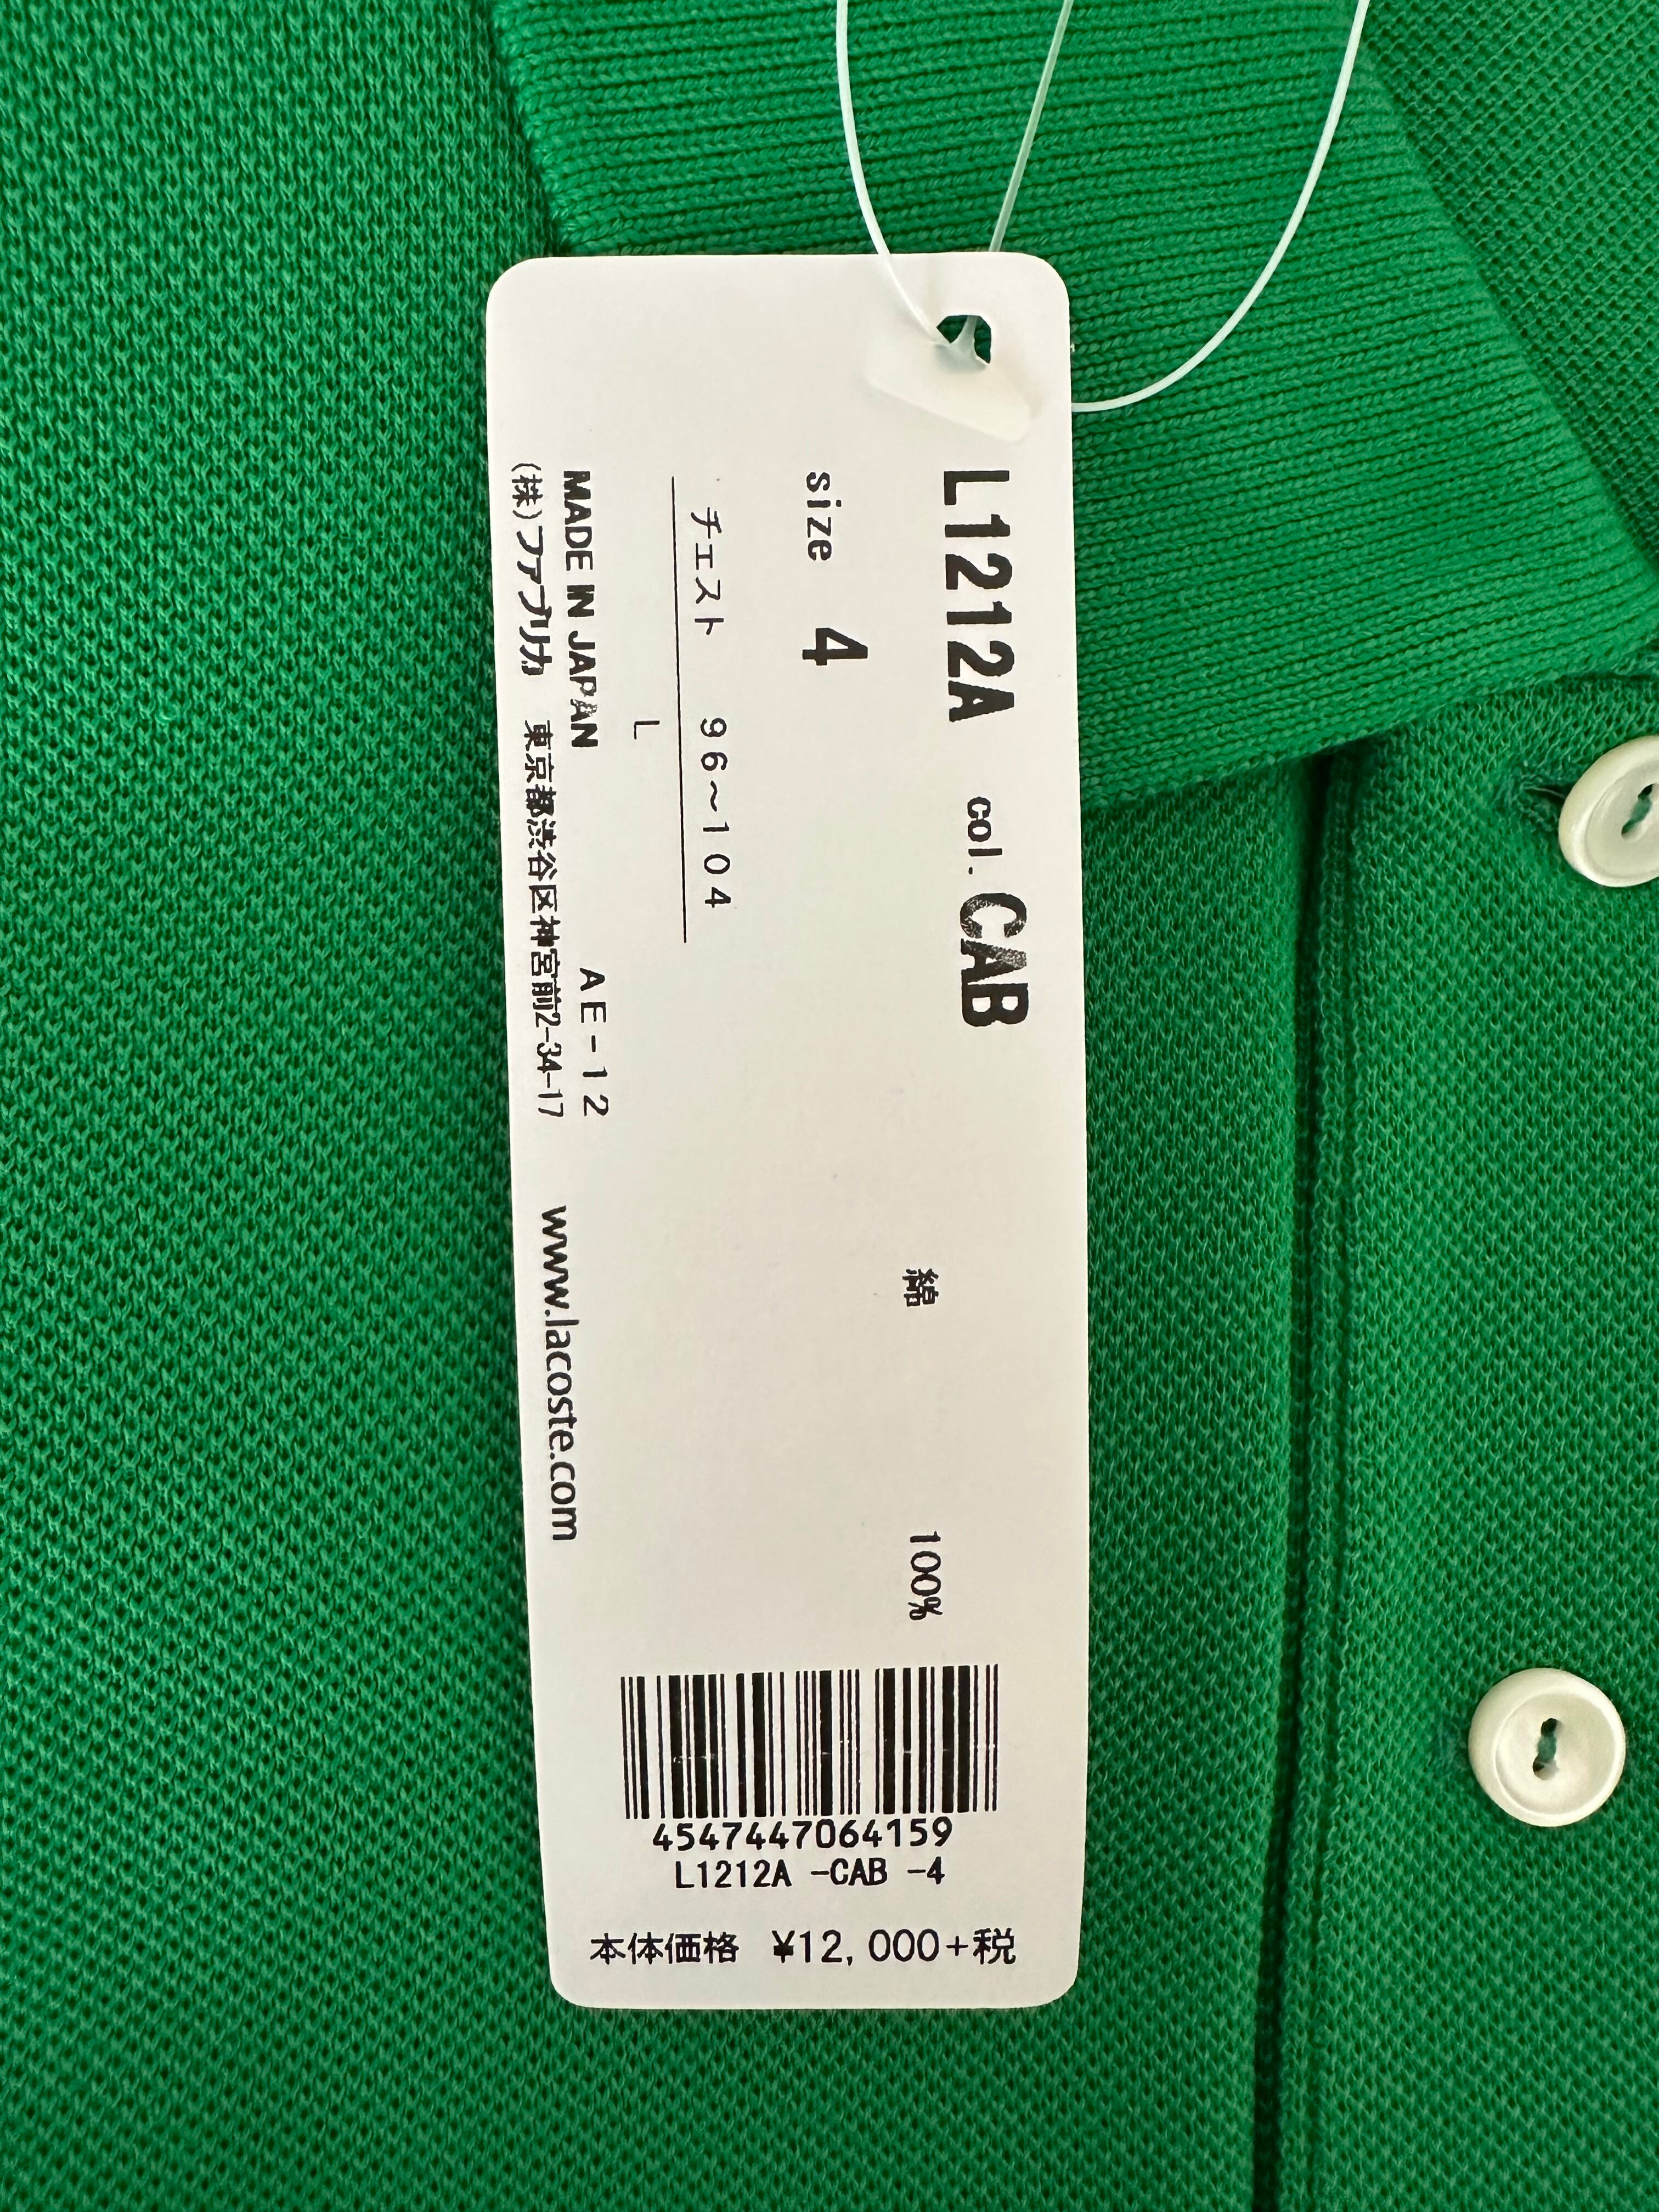 L1212A col. CAB
綿 100%
size 4
チェスト 96～104
L
MADE IN JAPAN AE-12
(株)ファブリカ 東京都渋谷区神宮前2-34-17 www.lacoste.com
4547447064159
L1212A -CAB -4
本体価格 ¥12,000+税